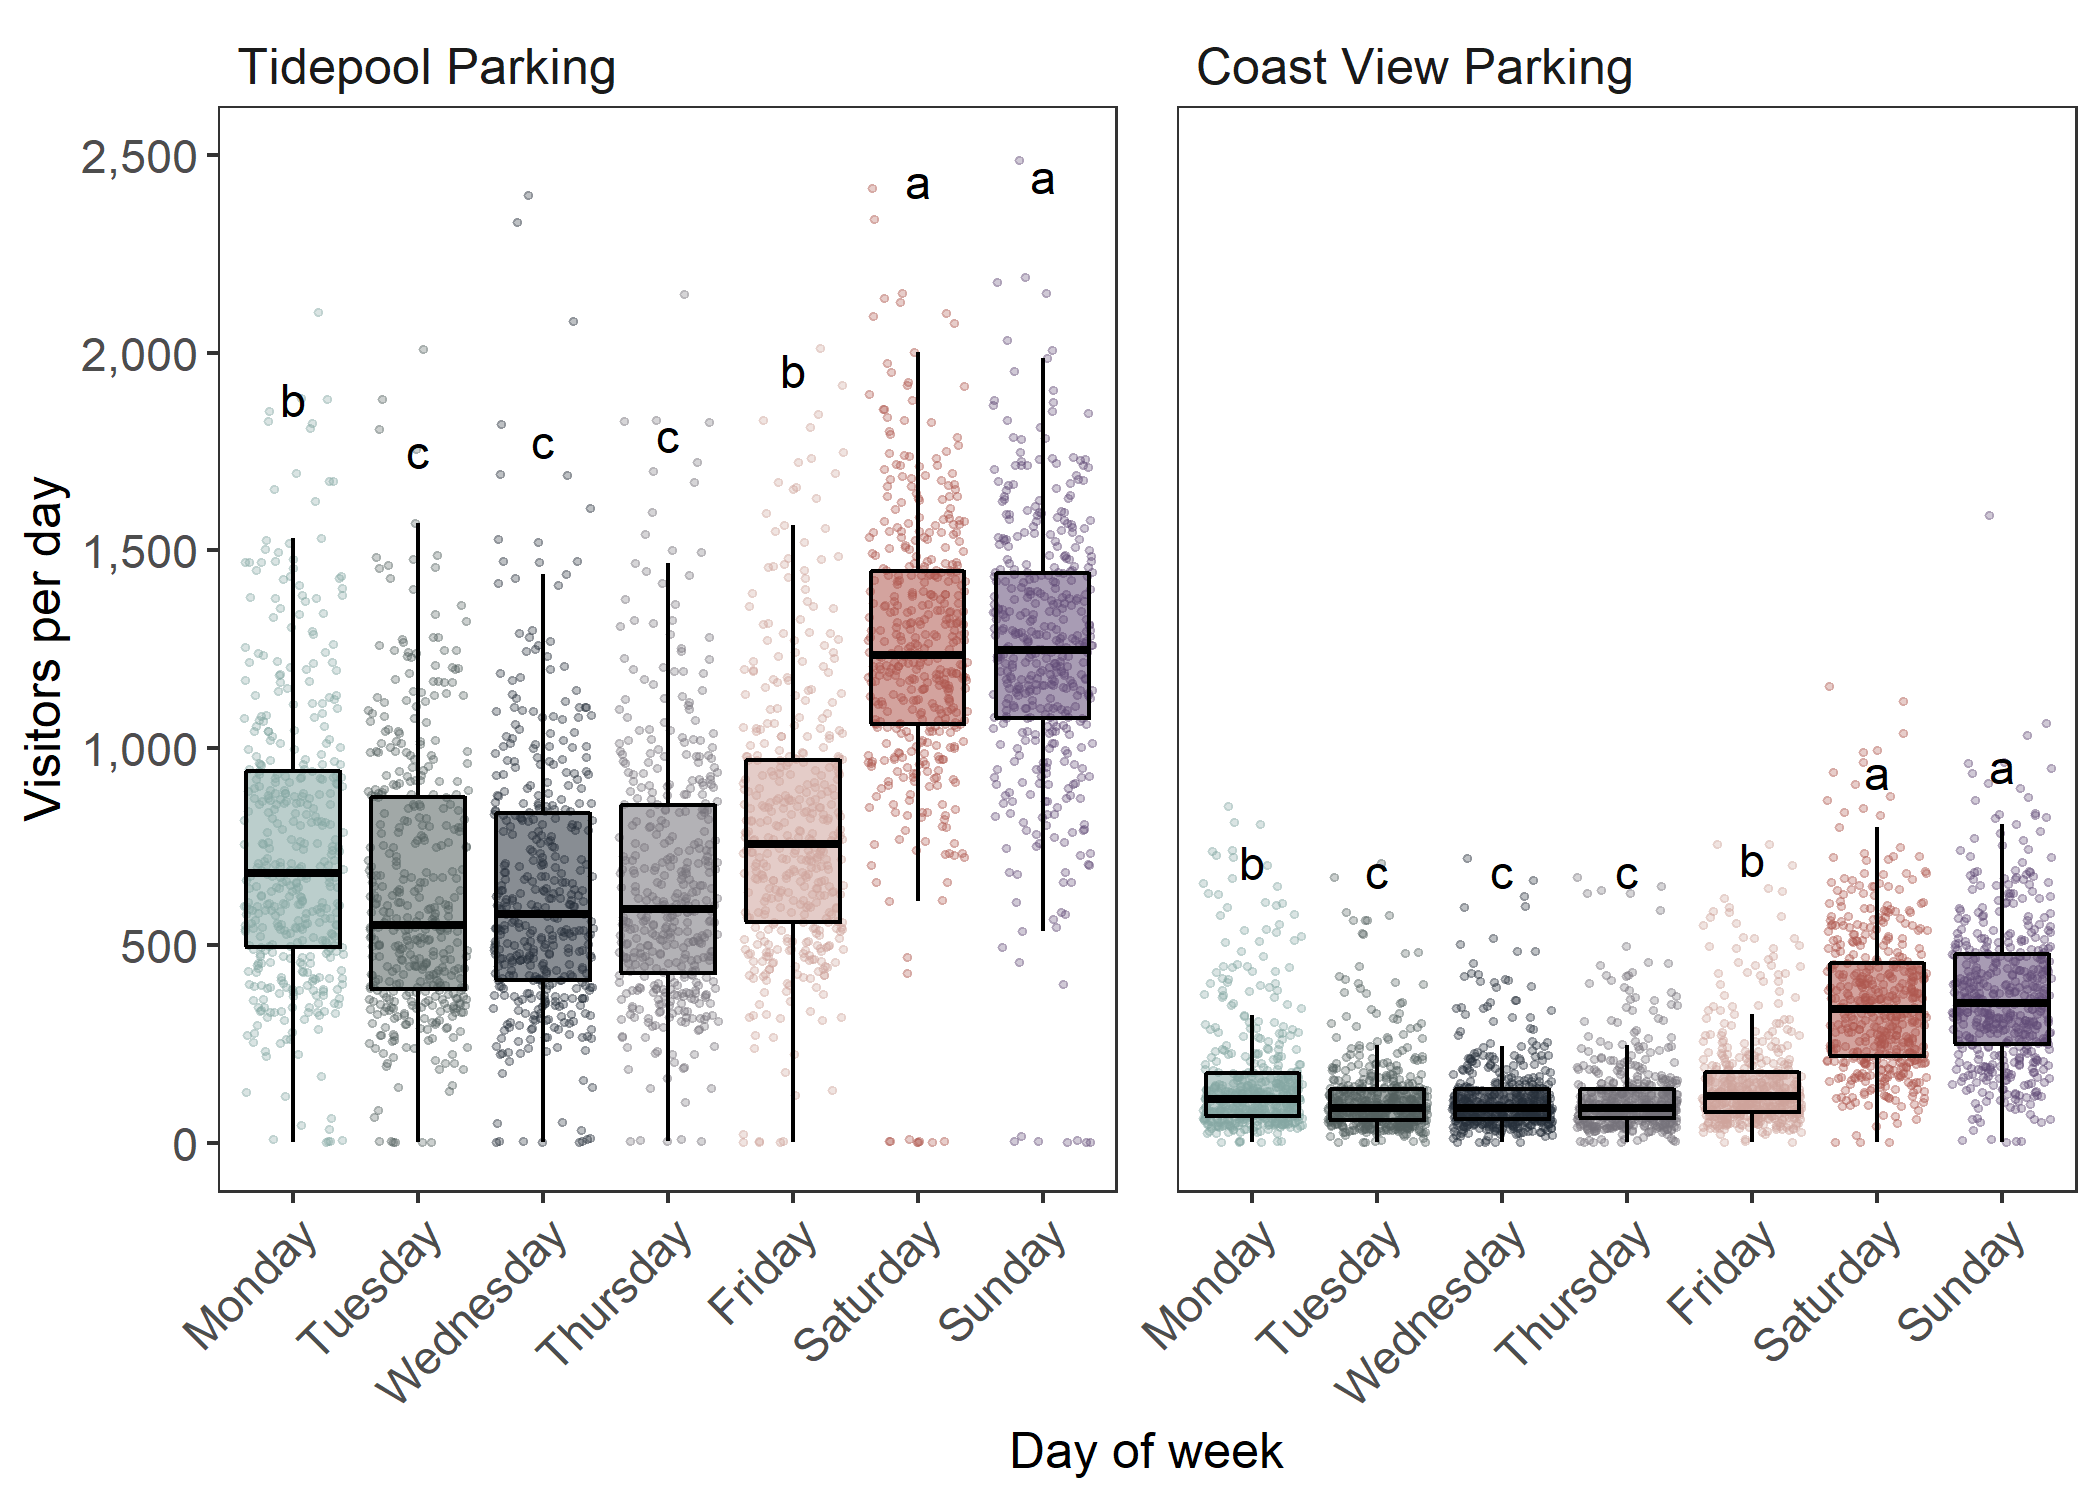 Tidepool Parking
Coast View Parking
Visitors per day
2,500
2,000
1,500
1,000
500
0
b
c
c
c
b
a
a
b
c
c
c
b
a
a
Monday
Tuesday
Wednesday
Thursday
Friday
Saturday
Sunday
Monday
Tuesday
Wednesday
Thursday
Friday
Saturday
Sunday
Day of week